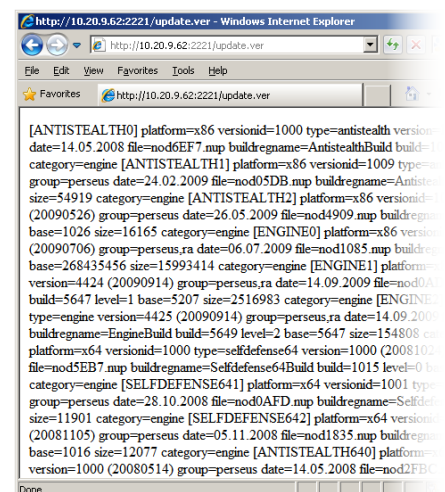 http://10.20.9.62:2221/update.ver - Windows Internet Explorer
http://10.20.9.62:2221/update.ver
File Edit View Favorites Tools Help
Favorites http://10.20.9.62:2221/update.ver
[ANTISTEALTH0] platform=x86 versionid=1000 type=antistealth version
date=14.05.2008 file=nod6EF7.nup buildregname=AntistealthBuild build=
category=engine [ANTISTEALTH1] platform=x86 versionid=1009 type=
group=perseus date=24.02.2009 file=nod05DB.nup buildregname=Antiste
size=54919 category=engine [ANTISTEALTH2] platform=x86 versionid=
(20090526) group=perseus date=26.05.2009 file=nod4909.nup buildregn
base=1026 size=16165 category=engine [ENGINE0] platform=x86 version
(20090706) group=perseus,ra date=06.07.2009 file=nod1085.nup buildreg
base=268435456 size=15993414 category=engine [ENGINE1] platform=
version=4424 (20090914) group=perseus,ra date=14.09.2009 file=nod0A
build=5647 level=1 base=5207 size=2516983 category=engine [ENGINE2
type=engine version=4425 (20090914) group=perseus,ra date=14.09.2009
buildregname=EngineBuild build=5649 level=2 base=5647 size=154808
platform=x64 versionid=1000 type=selfdefense64 version=1000 (2008102
file=nod5EB7.nup buildregname=Selfdefense64Build build=1015 level=0
category=engine [SELFDEFENSE641] platform=x64 versionid=1001 type
group=perseus date=28.10.2008 file=nod0AFD.nup buildregname=Selfdef
size=11901 category=engine [SELFDEFENSE642] platform=x64 versionid
(20081105) group=perseus date=05.11.2008 file=nod1835.nup buildregna
base=1016 size=12077 category=engine [ANTISTEALTH640] platform=
version=1000 (20080514) group=perseus date=14.05.2008 file=nod2FBC
Done